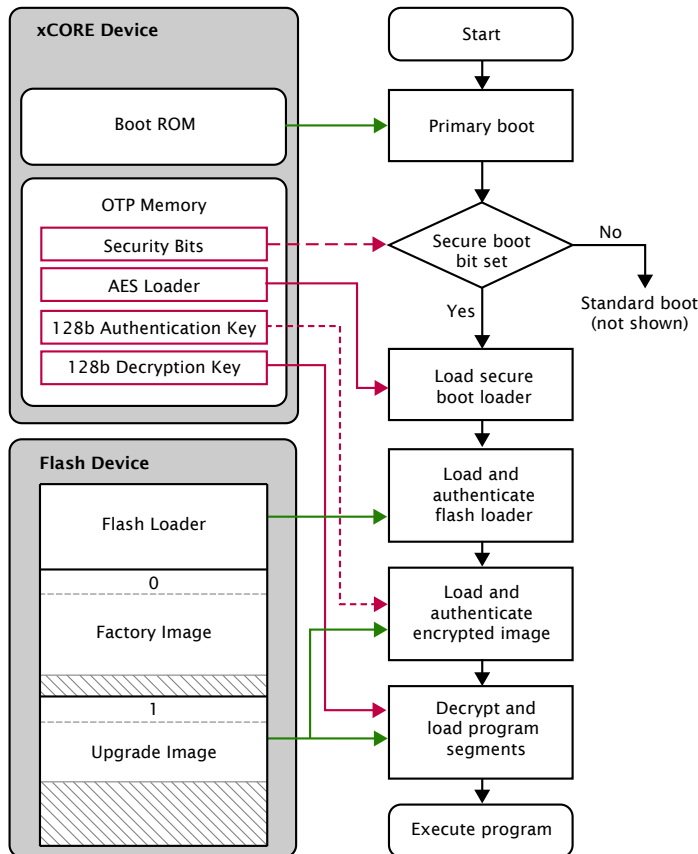 xCORE Device
Boot ROM
OTP Memory
Security Bits
AES Loader
128b Authentication Key
128b Decryption Key
Flash Device
Flash Loader
0
Factory Image
1
Upgrade Image
Start
Primary boot
Secure boot
bit set
No
Standard boot
(not shown)
Yes
Load secure
boot loader
Load and
authenticate
flash loader
Load and
authenticate
encrypted image
Decrypt and
load program
segments
Execute program